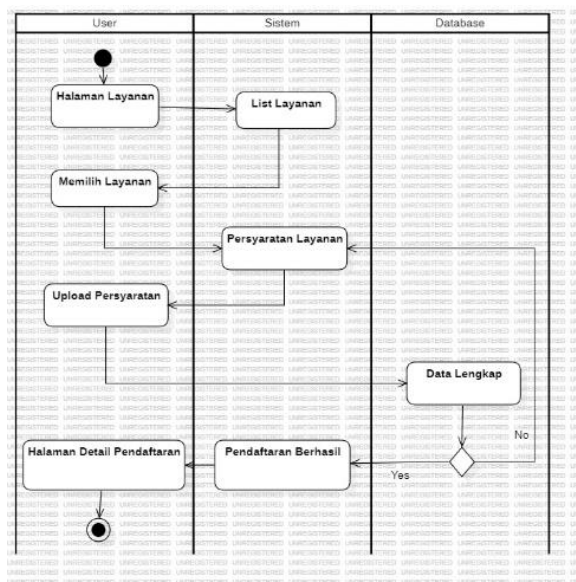 User
Sistem
Database
Halaman Layanan
List Layanan
Memilih Layanan
Persyaratan Layanan
Upload Persyaratan
Data Lengkap
No
Halaman Detail Pendaftaran
Pendaftaran Berhasil
Yes